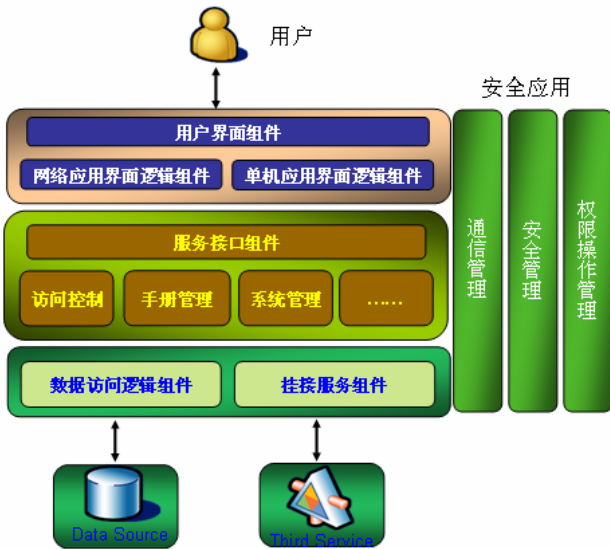 用户
安全应用
用户界面组件
网络应用界面逻辑组件
单机应用界面逻辑组件
服务接口组件
访问控制
手册管理
系统管理
……
数据访问逻辑组件
挂接服务组件
通信管理
安全管理
权限操作管理
Data Source
Third Service